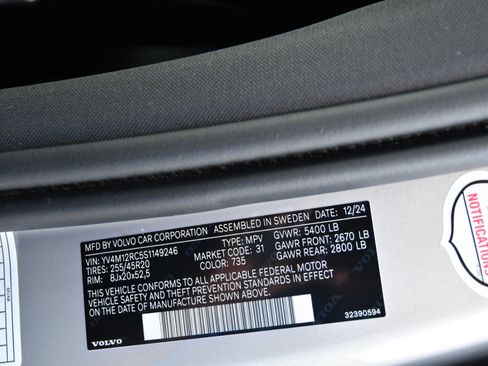 MFD BY VOLVO CAR CORPORATION ASSEMBLED IN SWEDEN DATE: 12/24
VIN: YV4M12RC5S1149246 TYPE: MPV GVWR: 5400 LB
TIRES: 255/45R20 MARKET CODE: 31 GAWR FRONT: 2670 LB
RIM: 8Jx20x52,5 COLOR: 735 GAWR REAR: 2800 LB
THIS VEHICLE CONFORMS TO ALL APPLICABLE FEDERAL MOTOR
VEHICLE SAFETY AND THEFT PREVENTION STANDARDS IN EFFECT
ON THE DATE OF MANUFACTURE SHOWN ABOVE.
32390594
VOLVO
NOTIFICATIONS